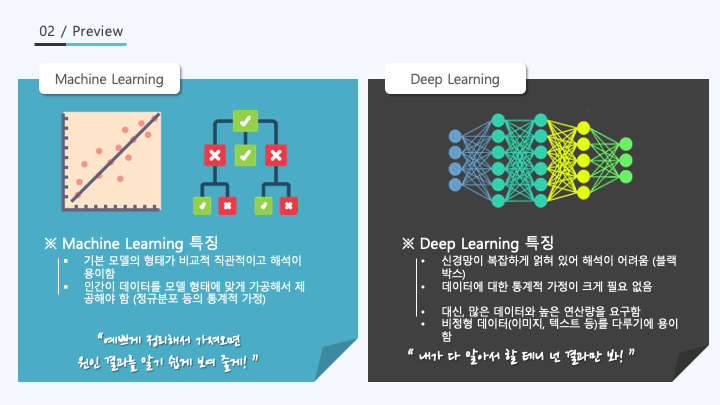 02 / Preview
Machine Learning
※ Machine Learning 특징
▪ 기본 모델의 형태가 비교적 직관적이고 해석이
용이함
▪ 인간이 데이터를 모델 형태에 맞게 가공해서 제
공해야 함 (정규분포 등의 통계적 가정)
“예쁘게 정리해서 가져오면
원인 결과를 알기 쉽게 보여 줄게! ”
Deep Learning
※ Deep Learning 특징
• 신경망이 복잡하게 얽혀 있어 해석이 어려움 (블랙
박스)
• 데이터에 대한 통계적 가정이 크게 필요 없음
• 대신, 많은 데이터와 높은 연산량을 요구함
• 비정형 데이터(이미지, 텍스트 등)를 다루기에 용이
함
“ 내가 다 알아서 할 테니 넌 결과만 봐! ”